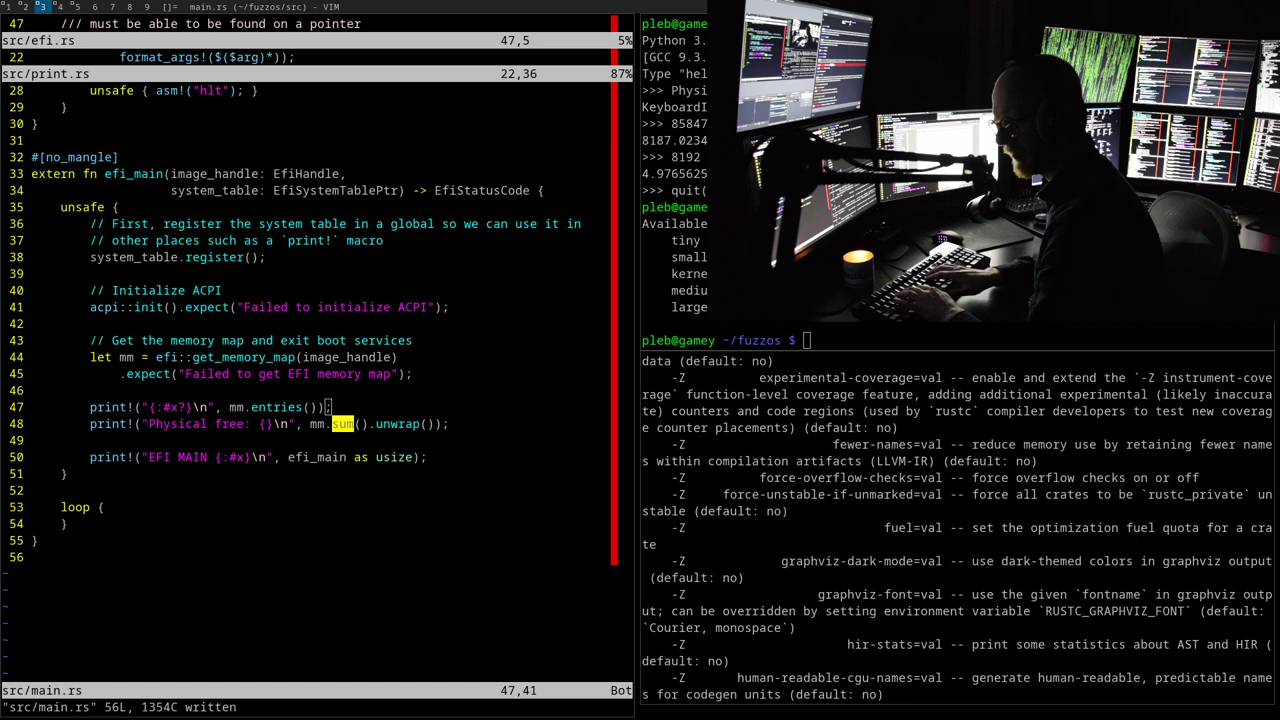 1 2 3 4 5 6 7 8 9 []= main.rs (~/fuzzos/src) - VIM
47     /// must be able to be found on a pointer
src/efi.rs 47,5 5%
22             format_args!($($arg)*));
src/print.rs 22,36 87%
28         unsafe { asm!("hlt"); }
29     }
30 }
31
32 #[no_mangle]
33 extern fn efi_main(image_handle: EfiHandle,
34                    system_table: EfiSystemTablePtr) -> EfiStatusCode {
35     unsafe {
36         // First, register the system table in a global so we can use it in
37         // other places such as a `print!` macro
38         system_table.register();
39
40         // Initialize ACPI
41         acpi::init().expect("Failed to initialize ACPI");
42
43         // Get the memory map and exit boot services
44         let mm = efi::get_memory_map(image_handle)
45             .expect("Failed to get EFI memory map");
46
47         print!("{:#x?}\n", mm.entries());
48         print!("Physical free: {}\n", mm.sum().unwrap());
49
50         print!("EFI MAIN {:#x}\n", efi_main as usize);
51     }
52
53     loop {
54     }
55 }
56
~
~
~
~
~
~
~
src/main.rs 47,41 Bot
"src/main.rs" 56L, 1354C written
pleb@game
Python 3.
[GCC 9.3.
Type "hel
>>> Physi
KeyboardI
>>> 85847
8187.0234
>>> 8192
4.9765625
>>> quit(
pleb@game
Available
    tiny
    small
    kerne
    mediu
    large
pleb@gamey ~/fuzzos $
data (default: no)
    -Z          experimental-coverage=val -- enable and extend the `-Z instrument-cove
rage` function-level coverage feature, adding additional experimental (likely inaccura
te) counters and code regions (used by `rustc` compiler developers to test new coverag
e counter placements) (default: no)
    -Z                    fewer-names=val -- reduce memory use by retaining fewer name
s within compilation artifacts (LLVM-IR) (default: no)
    -Z          force-overflow-checks=val -- force overflow checks on or off
    -Z     force-unstable-if-unmarked=val -- force all crates to be `rustc_private` un
stable (default: no)
    -Z                           fuel=val -- set the optimization fuel quota for a cra
te
    -Z             graphviz-dark-mode=val -- use dark-themed colors in graphviz output
 (default: no)
    -Z                  graphviz-font=val -- use the given `fontname` in graphviz outp
ut; can be overridden by setting environment variable `RUSTC_GRAPHVIZ_FONT` (default:
`Courier, monospace`)
    -Z                      hir-stats=val -- print some statistics about AST and HIR (
default: no)
    -Z       human-readable-cgu-names=val -- generate human-readable, predictable name
s for codegen units (default: no)